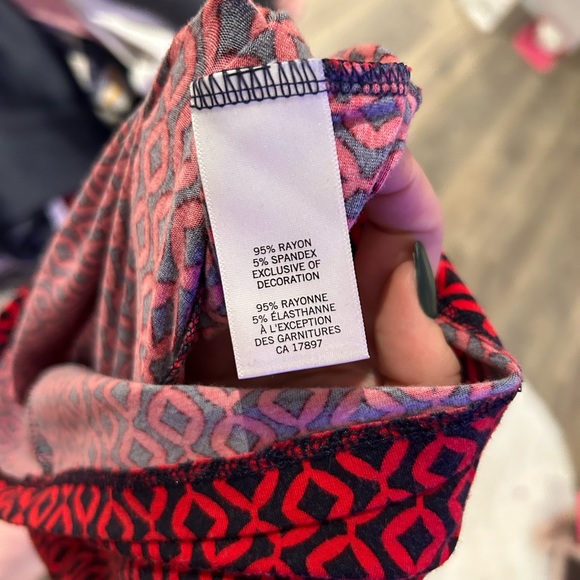 95% RAYON
5% SPANDEX
EXCLUSIVE OF
DECORATION
95% RAYONNE
5% ÉLASTHANNE
À L'EXCEPTION
DES GARNITURES
CA 17897